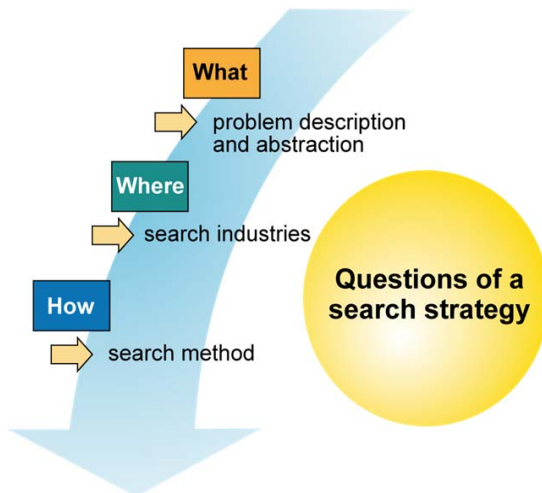 What
problem description
and abstraction
Where
search industries
How
search method
Questions of a
search strategy